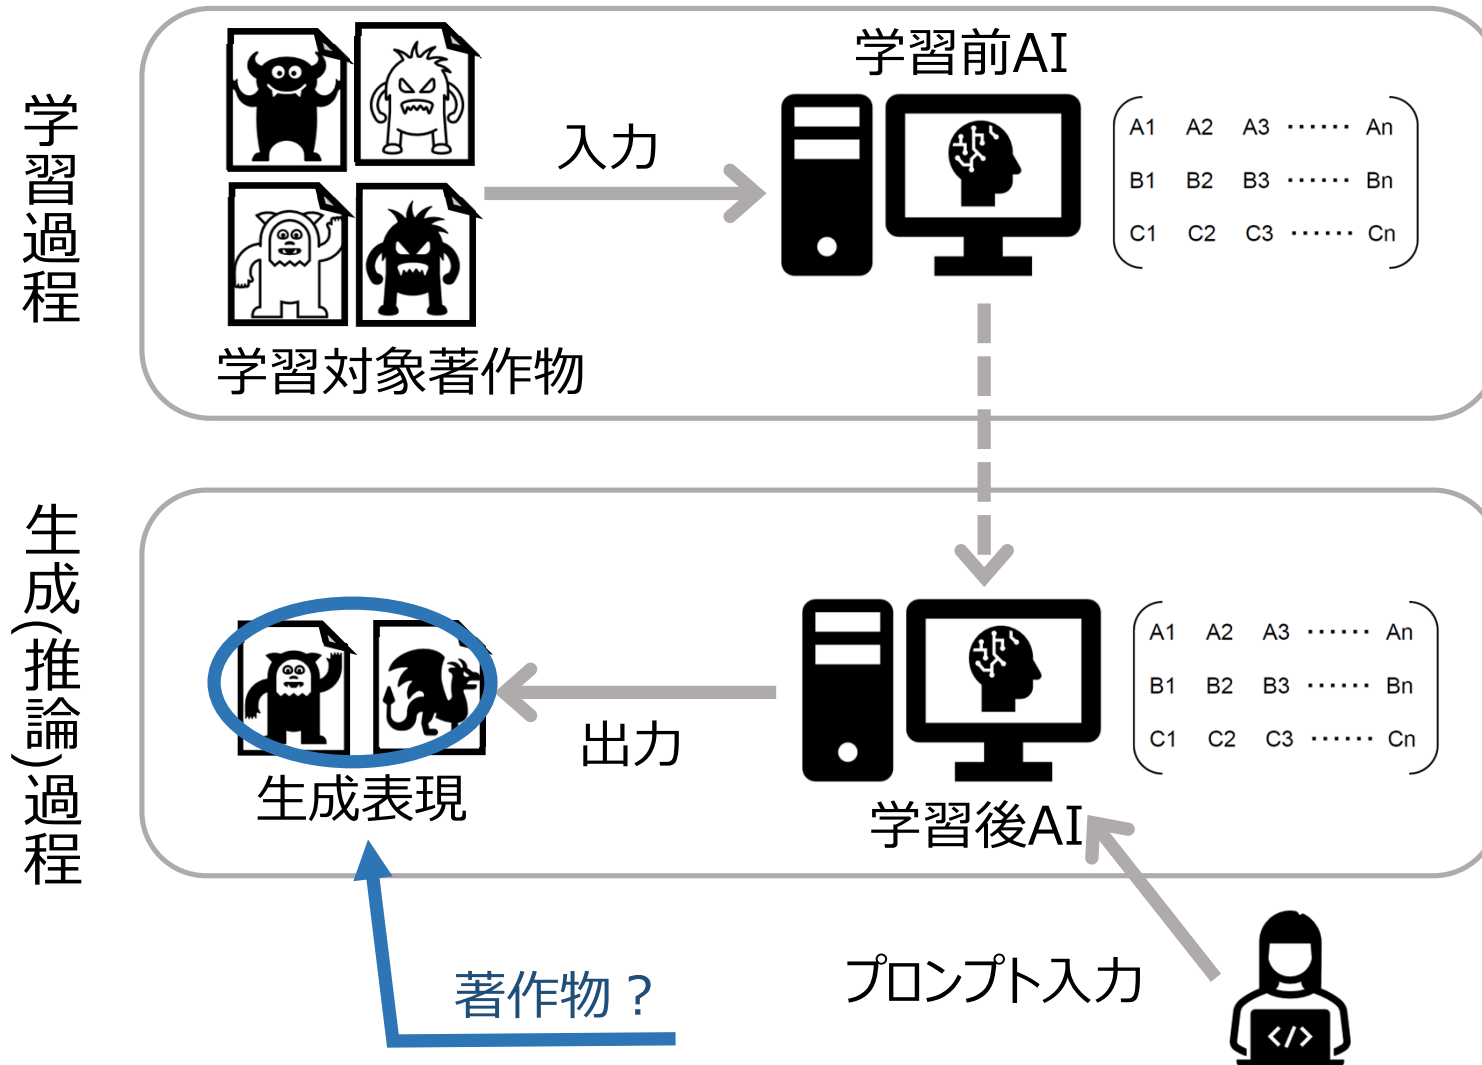 学習過程
学習前AI
入力
A1 A2 A3 ⋯⋯ An
B1 B2 B3 ⋯⋯ Bn
C1 C2 C3 ⋯⋯ Cn
学習対象著作物
生成(推論)過程
A1 A2 A3 ⋯⋯ An
B1 B2 B3 ⋯⋯ Bn
C1 C2 C3 ⋯⋯ Cn
出力
生成表現
学習後AI
著作物？
プロンプト入力
</>